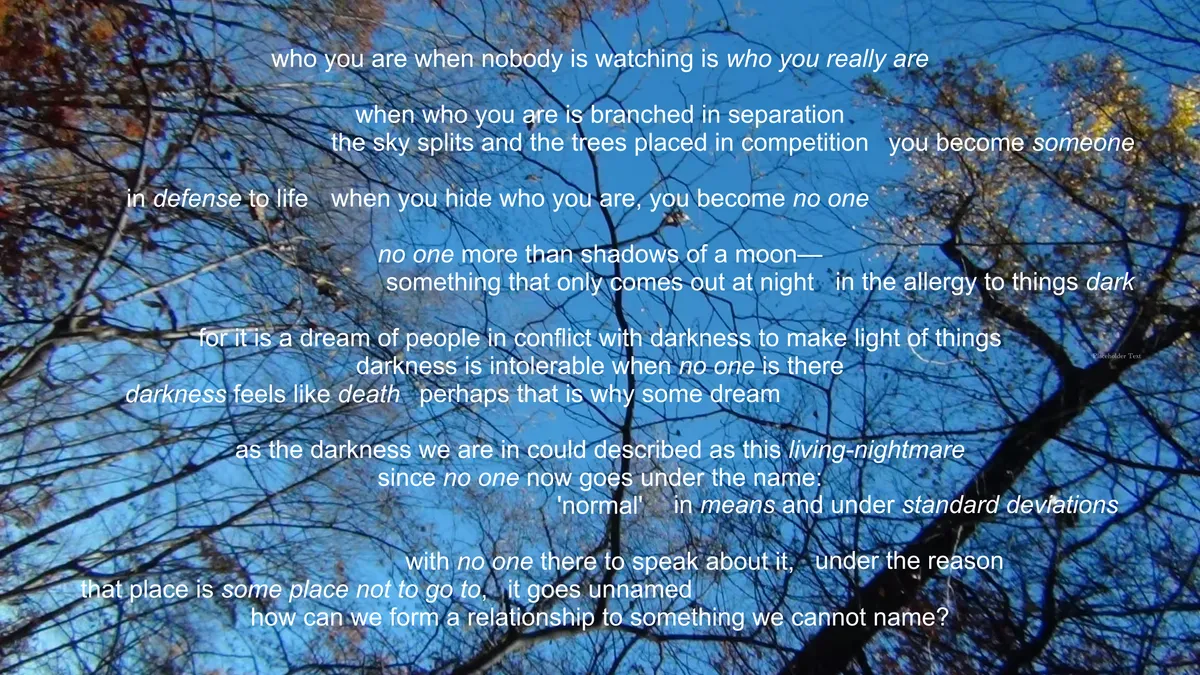 who you are when nobody is watching is who you really are
when who you are is branched in separation
the sky splits and the trees placed in competition you become someone
in defense to life when you hide who you are, you become no one
no one more than shadows of a moon—
something that only comes out at night in the allergy to things dark
for it is a dream of people in conflict with darkness to make light of things
Placeholder Text
darkness is intolerable when no one is there
darkness feels like death perhaps that is why some dream
as the darkness we are in could described as this living-nightmare
since no one now goes under the name:
'normal' in means and under standard deviations
with no one there to speak about it, under the reason
that place is some place not to go to, it goes unnamed
how can we form a relationship to something we cannot name?